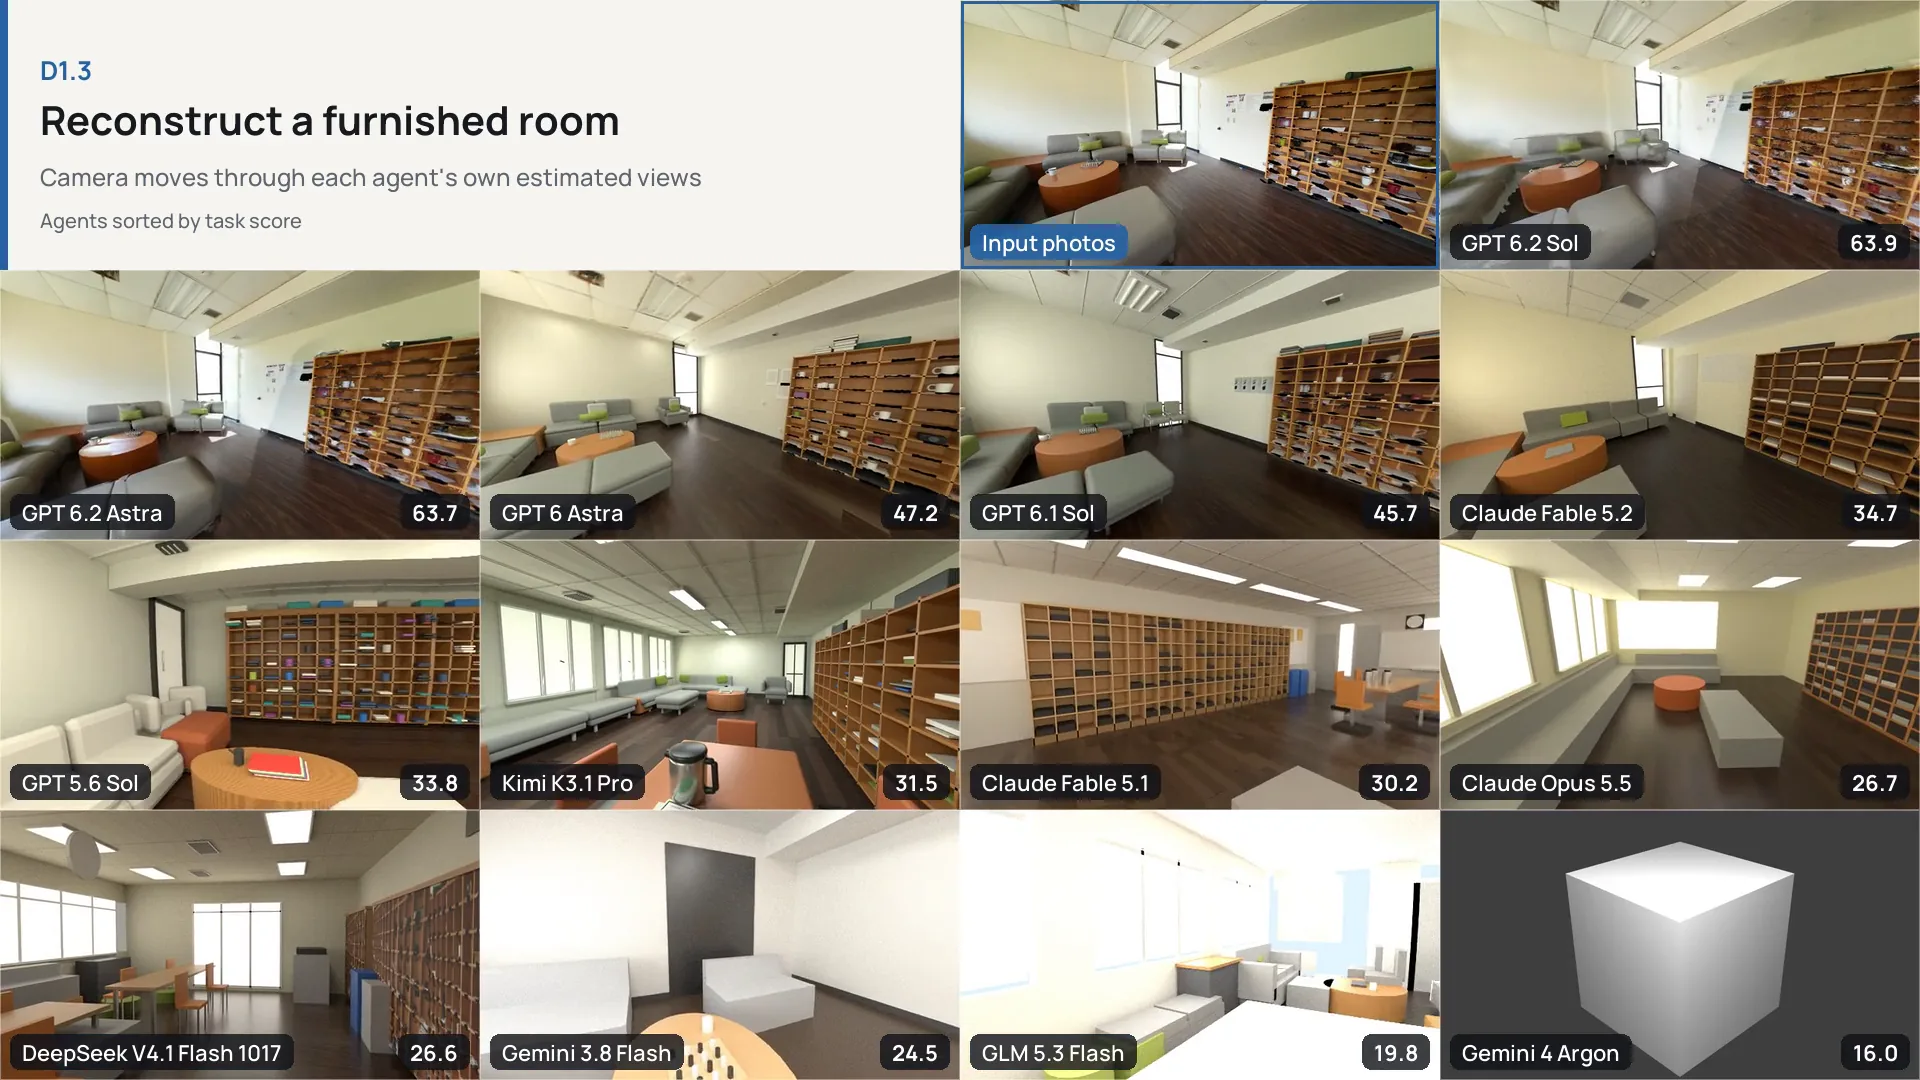 D1.3
Reconstruct a furnished room
Camera moves through each agent's own estimated views
Agents sorted by task score
Input photos
GPT 6.2 Sol
63.9
GPT 6.2 Astra
63.7
GPT 6 Astra
47.2
GPT 6.1 Sol
45.7
Claude Fable 5.2
34.7
GPT 5.6 Sol
33.8
Kimi K3.1 Pro
31.5
Claude Fable 5.1
30.2
Claude Opus 5.5
26.7
DeepSeek V4.1 Flash 1017
26.6
Gemini 3.8 Flash
24.5
GLM 5.3 Flash
19.8
Gemini 4 Argon
16.0